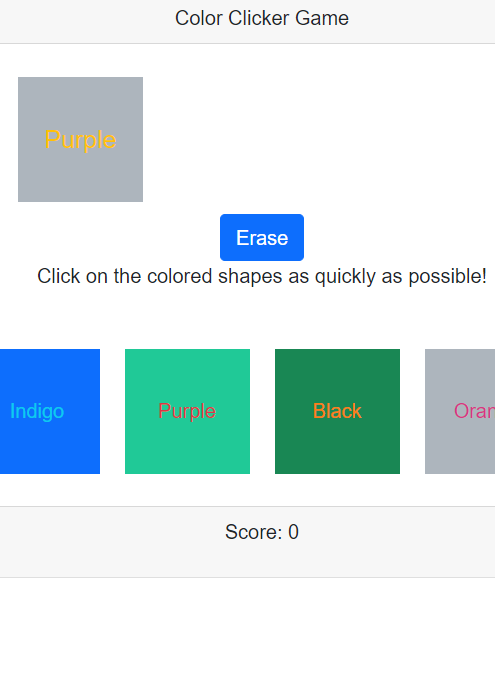 Color Clicker Game
Purple
Erase
Click on the colored shapes as quickly as possible!
Indigo Purple Black Oran
Score: 0